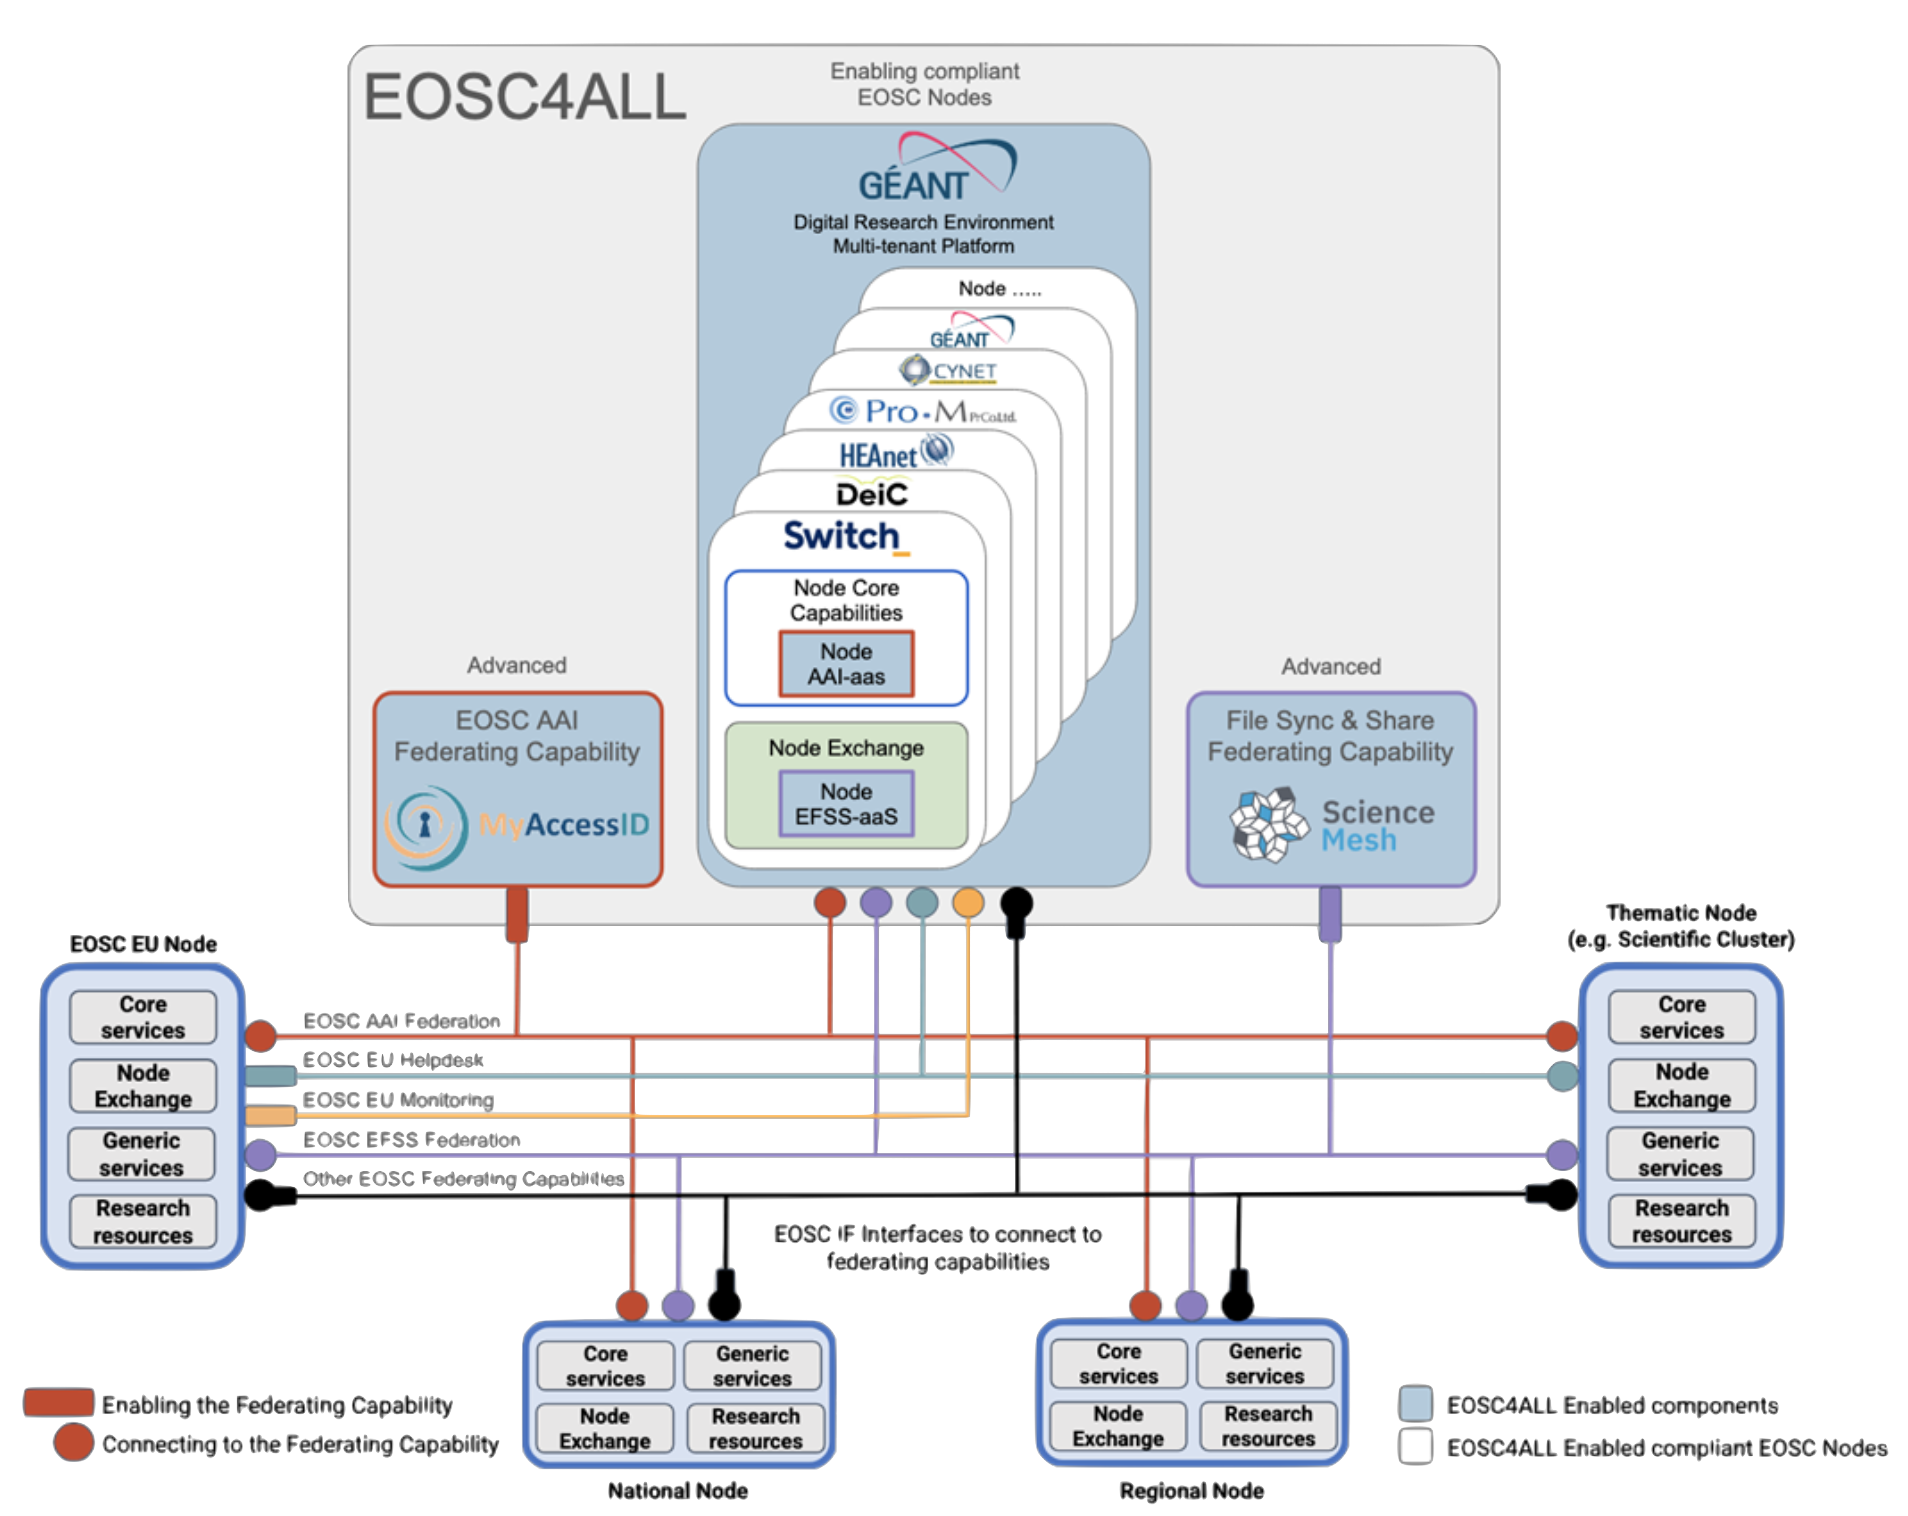 EOSC4ALL
Enabling compliant
EOSC Nodes
GÉANT
Digital Research Environment
Multi-tenant Platform
Node .....
GÉANT
CYNET
Pro·M PrCo.Ltd.
HEAnet
DeiC
Switch_
Node Core
Capabilities
Node
AAI-aas
Node Exchange
Node
EFSS-aaS
Advanced
EOSC AAI
Federating Capability
MyAccessID
Advanced
File Sync & Share
Federating Capability
Science
Mesh
EOSC EU Node
Core
services
Node
Exchange
Generic
services
Research
resources
EOSC AAI Federation
EOSC EU Helpdesk
EOSC EU Monitoring
EOSC EFSS Federation
Other EOSC Federating Capabilities
Thematic Node
(e.g. Scientific Cluster)
Core
services
Node
Exchange
Generic
services
Research
resources
EOSC IF Interfaces to connect to
federating capabilities
Core
services
Generic
services
Node
Exchange
Research
resources
National Node
Core
services
Generic
services
Node
Exchange
Research
resources
Regional Node
Enabling the Federating Capability
Connecting to the Federating Capability
EOSC4ALL Enabled components
EOSC4ALL Enabled compliant EOSC Nodes